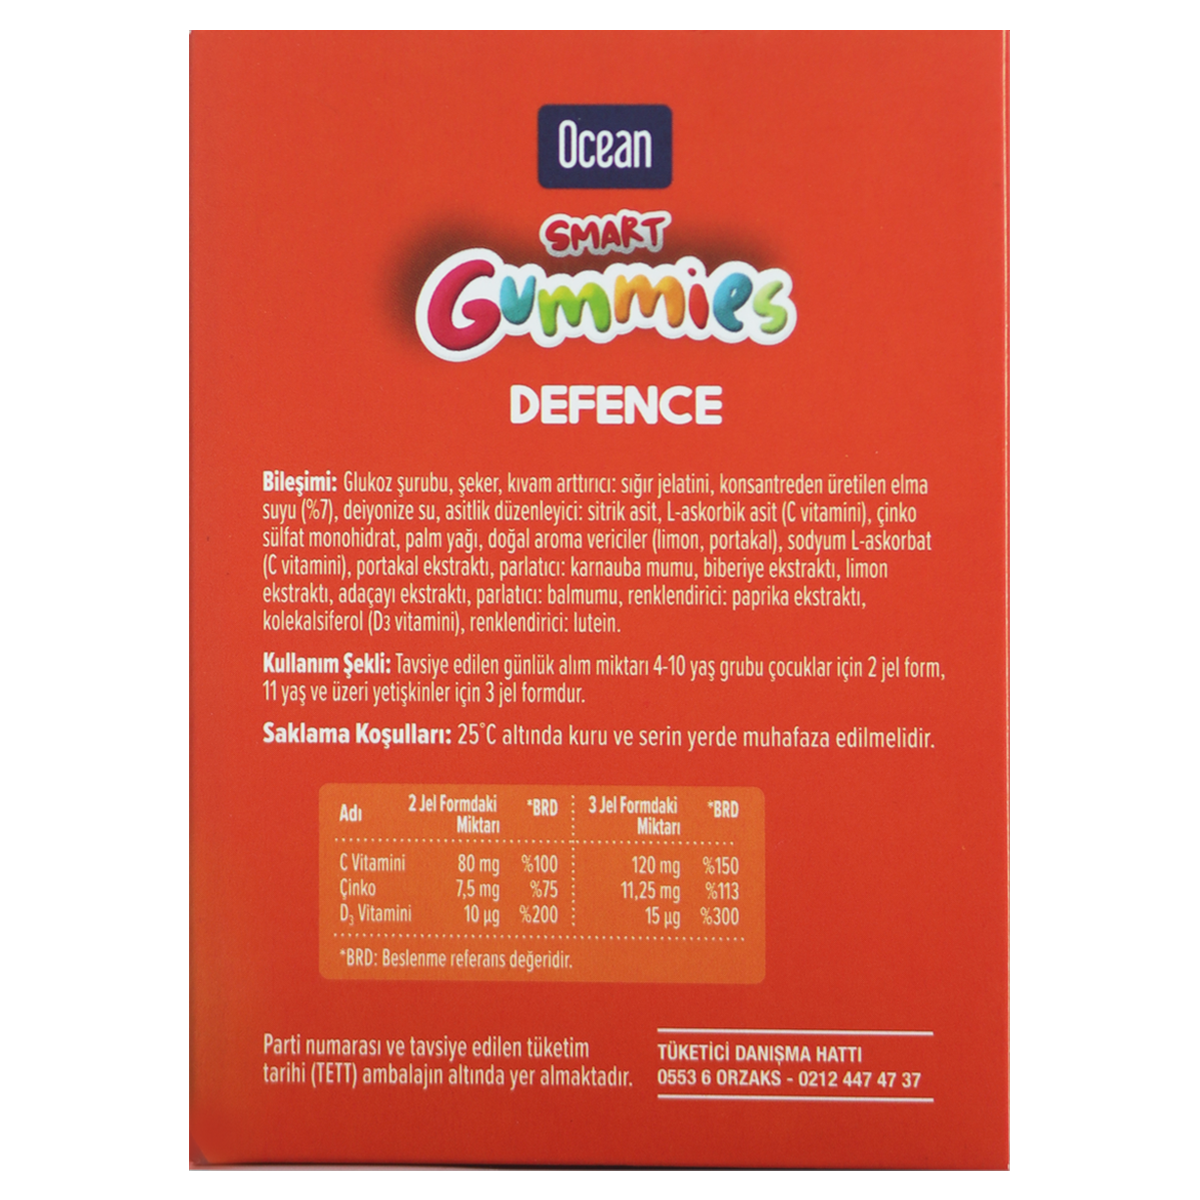 Ocean
SMART
Gummies
DEFENCE
Bileşimi: Glukoz şurubu, şeker, kıvam arttırıcı: sığır jelatini, konsantreden üretilen elma
suyu (%7), deiyonize su, asitlik düzenleyici: sitrik asit, L-askorbik asit (C vitamini), çinko
sülfat monohidrat, palm yağı, doğal aroma vericiler (limon, portakal), sodyum L-askorbat
(C vitamini), portakal ekstraktı, parlatıcı: karnauba mumu, biberiye ekstraktı, limon
ekstraktı, adaçayı ekstraktı, parlatıcı: balmumu, renklendirici: paprika ekstraktı,
kolekalsiferol (D3 vitamini), renklendirici: lutein.
Kullanım Şekli: Tavsiye edilen günlük alım miktarı 4-10 yaş grubu çocuklar için 2 jel form,
11 yaş ve üzeri yetişkinler için 3 jel formdur.
Saklama Koşulları: 25°C altında kuru ve serin yerde muhafaza edilmelidir.
Adı 2 Jel Formdaki Miktarı *BRD 3 Jel Formdaki Miktarı *BRD
C Vitamini 80 mg %100 120 mg %150
Çinko 7,5 mg %75 11,25 mg %113
D3 Vitamini 10 µg %200 15 µg %300
*BRD: Beslenme referans değeridir.
Parti numarası ve tavsiye edilen tüketim
tarihi (TETT) ambalajın altında yer almaktadır.
TÜKETİCİ DANIŞMA HATTI
0553 6 ORZAKS - 0212 447 47 37